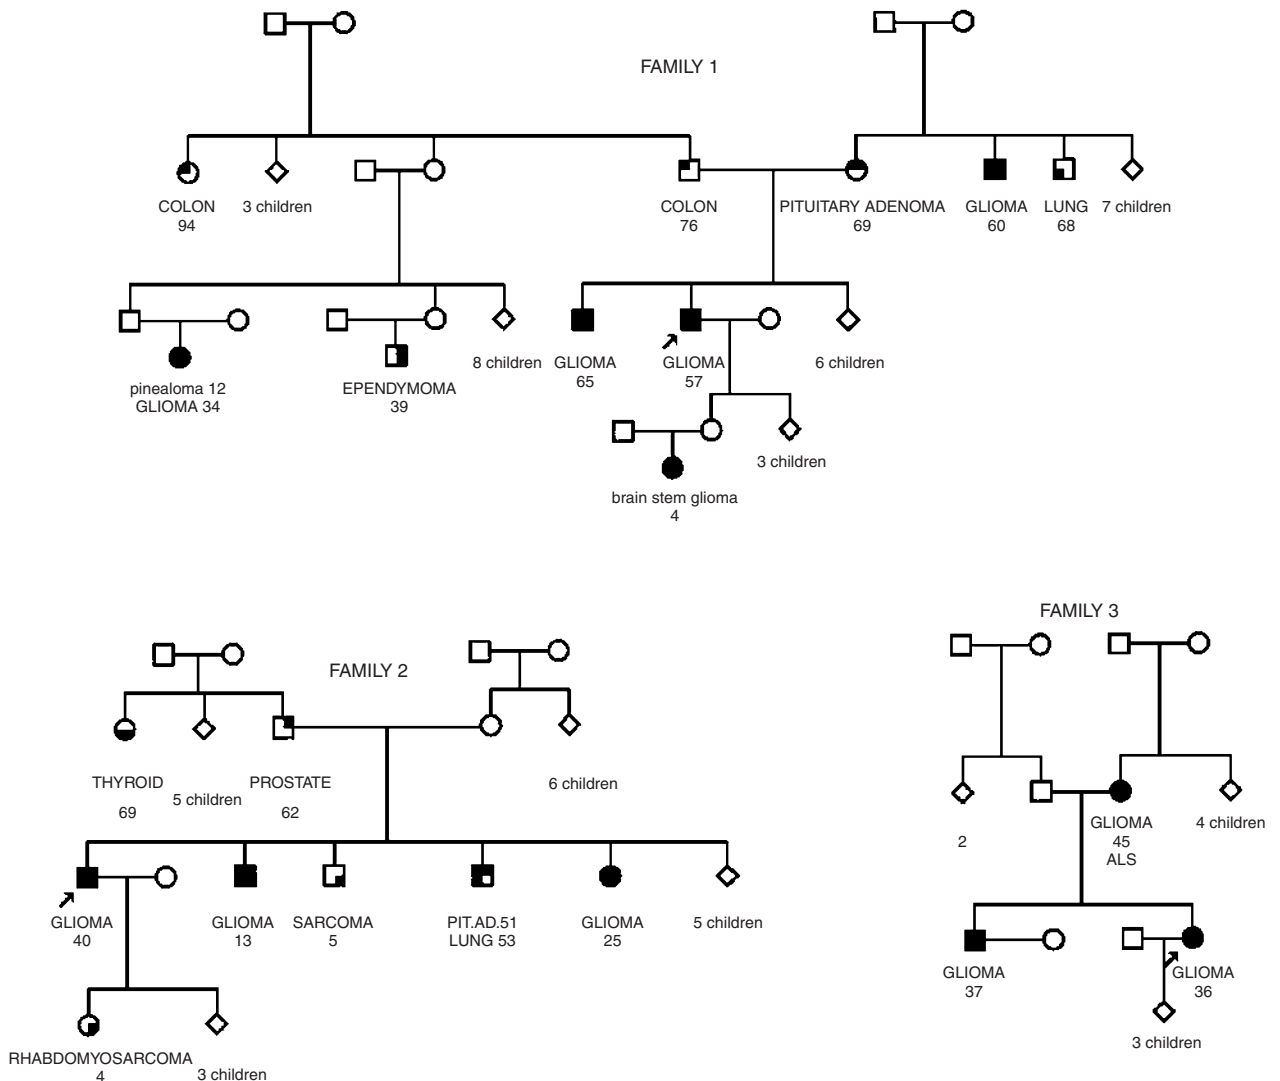 FAMILY 1
COLON
94
3 children
COLON
76
PITUITARY ADENOMA
69
GLIOMA
60
LUNG
68
7 children
pinealoma 12
GLIOMA 34
EPENDYMOMA
39
8 children
GLIOMA
65
GLIOMA
57
6 children
3 children
brain stem glioma
4
FAMILY 2
THYROID
69
5 children
PROSTATE
62
6 children
GLIOMA
40
GLIOMA
13
SARCOMA
5
PIT.AD.51
LUNG 53
GLIOMA
25
5 children
RHABDOMYOSARCOMA
4
3 children
FAMILY 3
2
GLIOMA
45
ALS
4 children
GLIOMA
37
GLIOMA
36
3 children